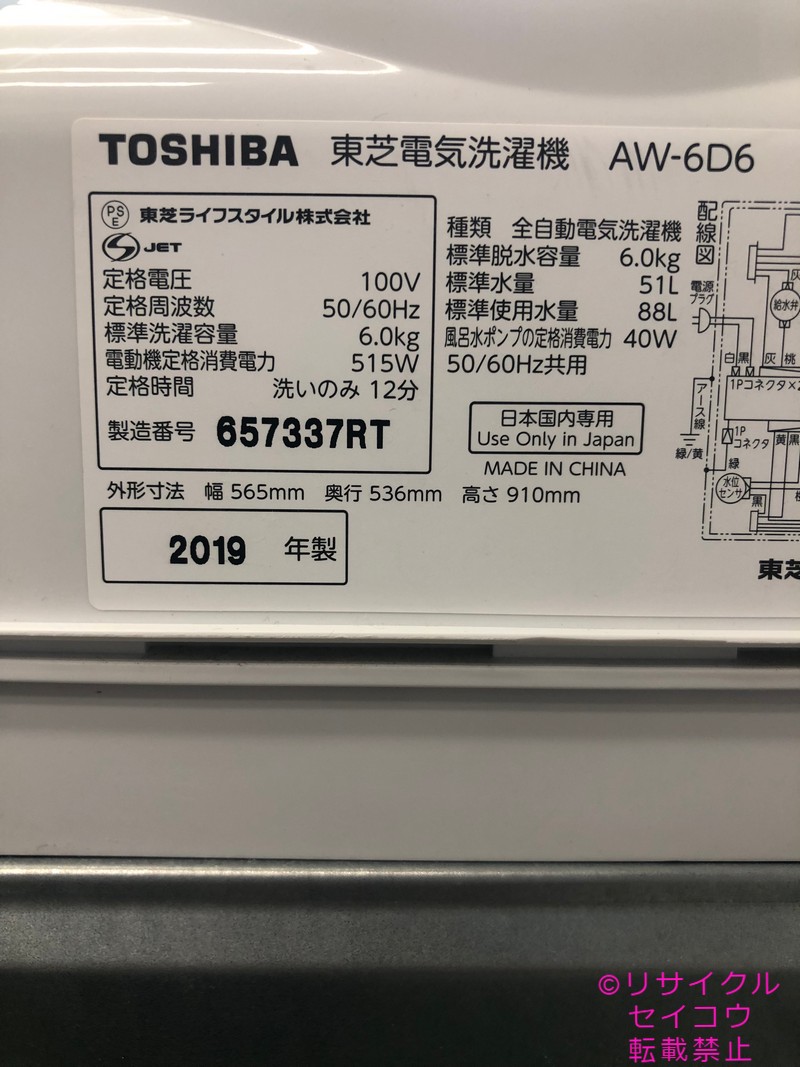 TOSHIBA 東芝電気洗濯機 AW-6D6
PS
E
東芝ライフスタイル株式会社
S JET
定格電圧 100V
定格周波数 50/60Hz
標準洗濯容量 6.0kg
電動機定格消費電力 515W
定格時間 洗いのみ 12分
製造番号 657337RT
種類 全自動電気洗濯機
標準脱水容量 6.0kg
標準水量 51L
標準使用水量 88L
風呂水ポンプの定格消費電力 40W
50/60Hz共用
日本国内専用
Use Only in Japan
MADE IN CHINA
外形寸法 幅 565mm 奥行 536mm 高さ 910mm
2019 年製
配線図
電源
プラグ
灰
給水弁
白 黒 灰 桃
1Pコネクタ×2
アース線
1P
コネクタ
黄 黒
緑/黄
緑
水位
センサ
黒
東芝
©リサイクル
セイコウ
転載禁止